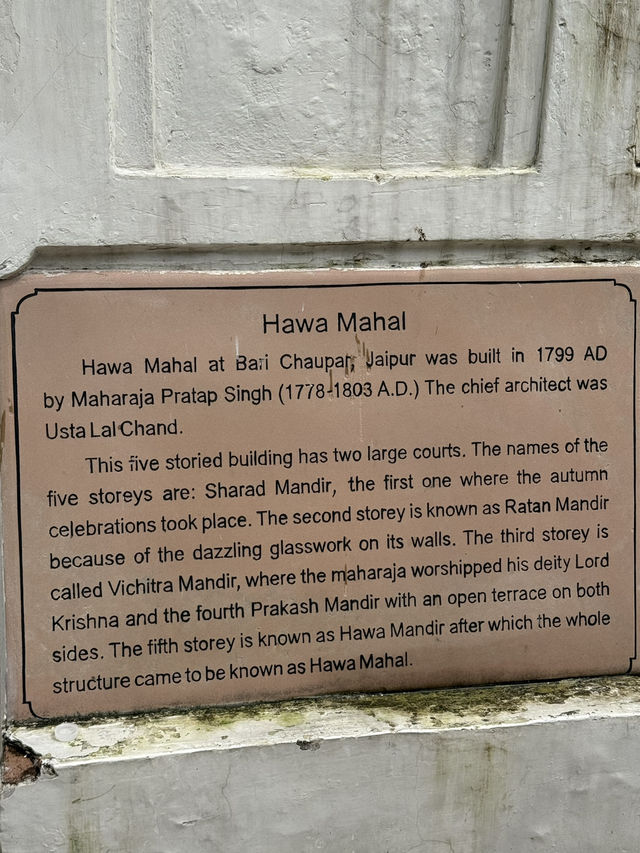 Hawa Mahal
Hawa Mahal at Bari Chaupar, Jaipur was built in 1799 AD
by Maharaja Pratap Singh (1778-1803 A.D.) The chief architect was
Usta Lal Chand.
This five storied building has two large courts. The names of the
five storeys are: Sharad Mandir, the first one where the autumn
celebrations took place. The second storey is known as Ratan Mandir
because of the dazzling glasswork on its walls. The third storey is
called Vichitra Mandir, where the maharaja worshipped his deity Lord
Krishna and the fourth Prakash Mandir with an open terrace on both
sides. The fifth storey is known as Hawa Mandir after which the whole
structure came to be known as Hawa Mahal.